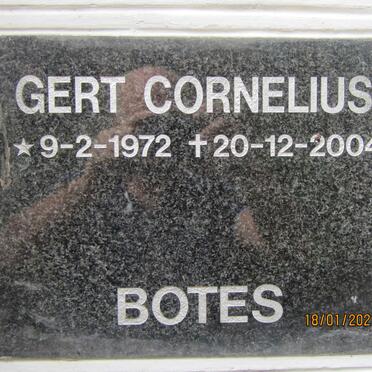 GERT CORNELIUS
★ 9-2-1972 ✝ 20-12-2004
BOTES
18/01/202